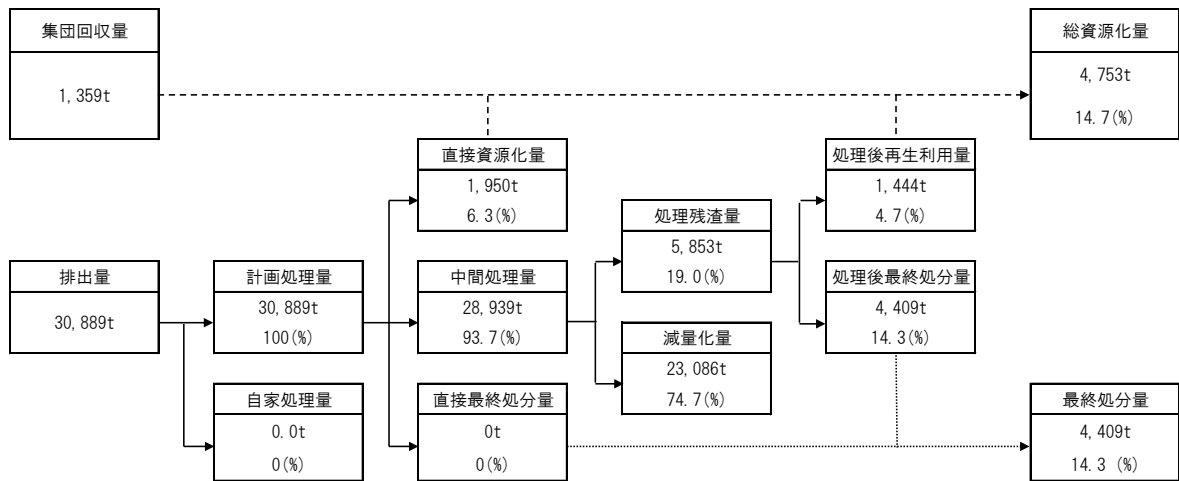 集団回収量
1,359t
総資源化量
4,753t
14.7(%)
直接資源化量
1,950t
6.3(%)
処理後再生利用量
1,444t
4.7(%)
処理残渣量
5,853t
19.0(%)
排出量
30,889t
計画処理量
30,889t
100(%)
中間処理量
28,939t
93.7(%)
処理後最終処分量
4,409t
14.3(%)
減量化量
23,086t
74.7(%)
自家処理量
0.0t
0(%)
直接最終処分量
0t
0(%)
最終処分量
4,409t
14.3 (%)